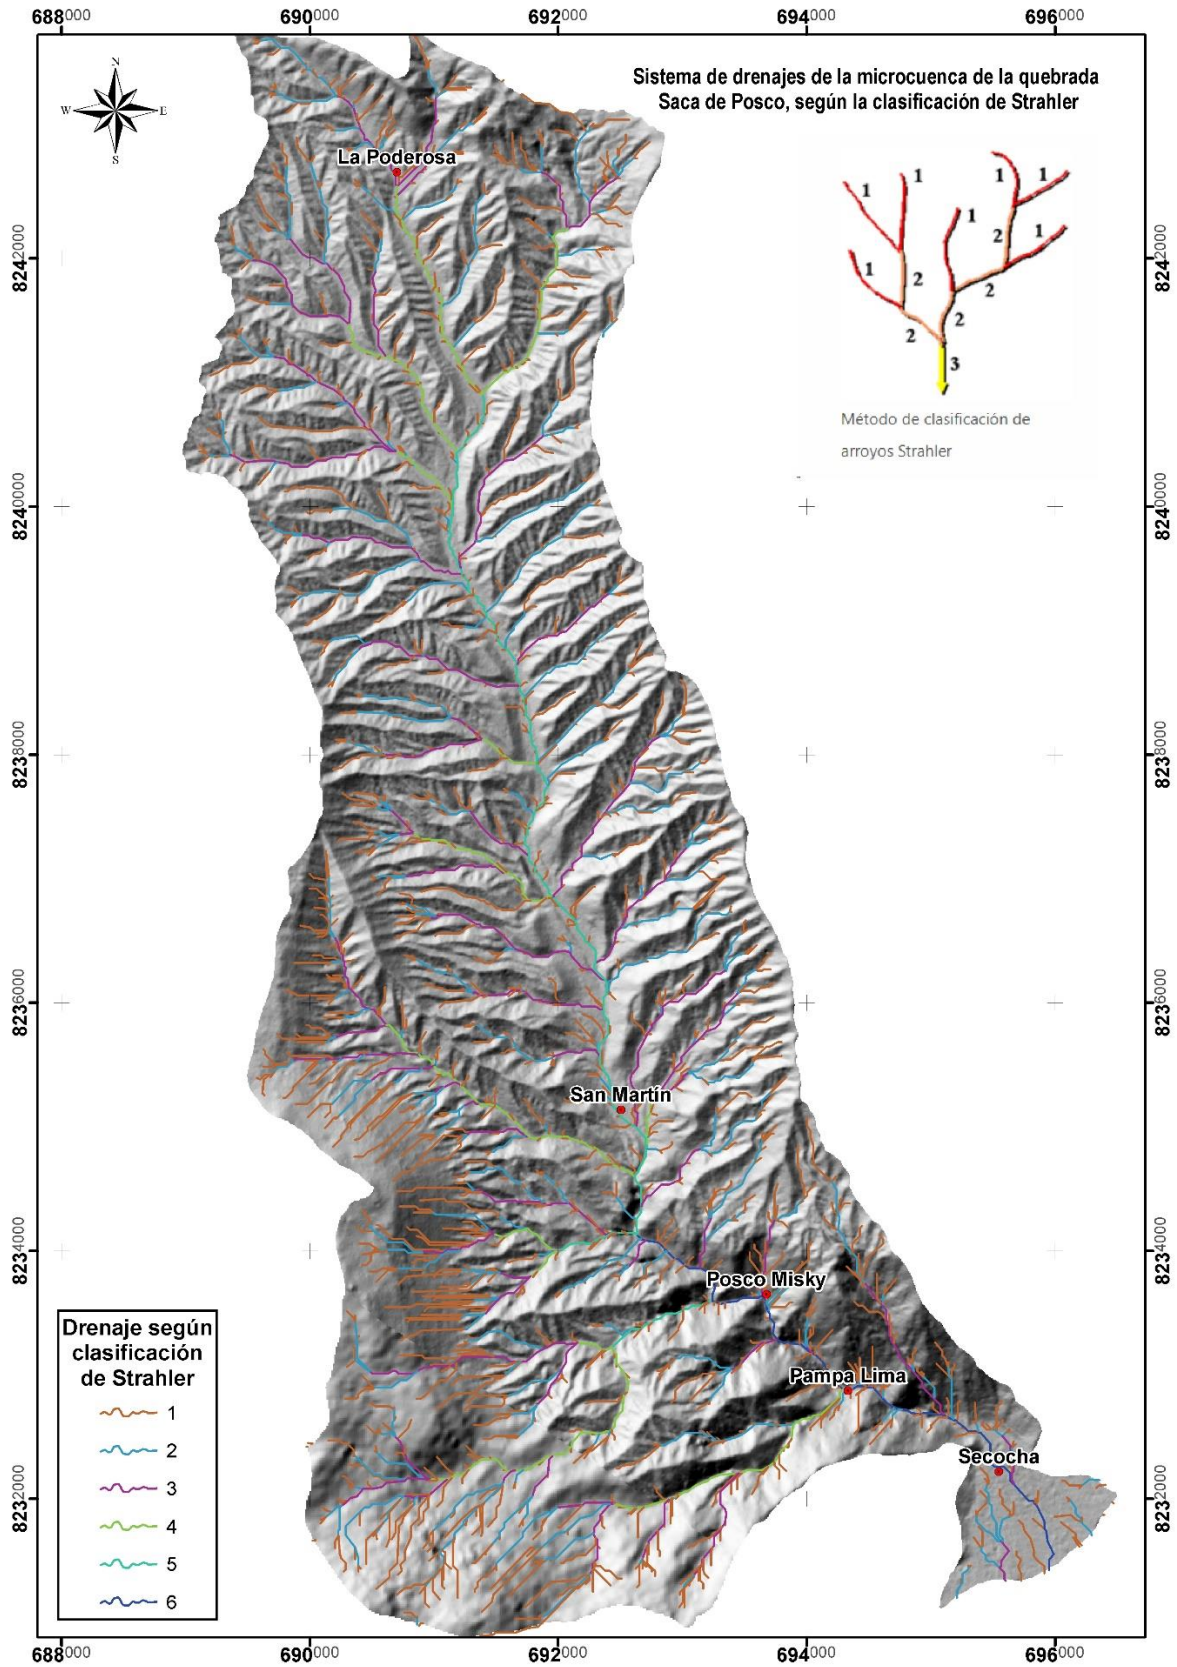 688000 690000 692000 694000 696000
N
W E
S
Sistema de drenajes de la microcuenca de la quebrada
Saca de Posco, según la clasificación de Strahler
La Poderosa
1 1 1 1
1
1 2 1
1 2 2
2 2
3
Método de clasificación de
arroyos Strahler
8242000 8242000
8240000 8240000
8238000 8238000
8236000 8236000
San Martín
8234000 8234000
Posco Misky
Pampa Lima
Secocha
8232000 8232000
Drenaje según
clasificación
de Strahler
1
2
3
4
5
6
688000 690000 692000 694000 696000